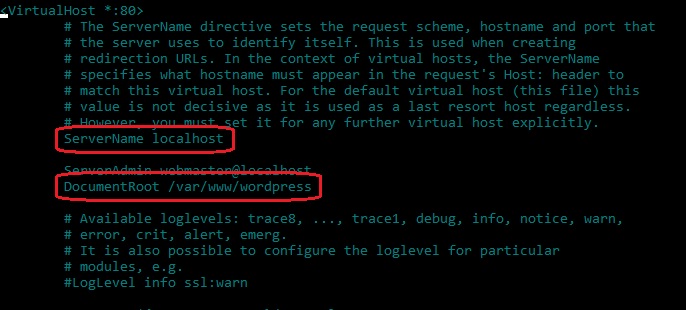 <VirtualHost *:80>
# The ServerName directive sets the request scheme, hostname and port that
# the server uses to identify itself. This is used when creating
# redirection URLs. In the context of virtual hosts, the ServerName
# specifies what hostname must appear in the request's Host: header to
# match this virtual host. For the default virtual host (this file) this
# value is not decisive as it is used as a last resort host regardless.
# However, you must set it for any further virtual host explicitly.
ServerName localhost
ServerAdmin webmaster@localhost
DocumentRoot /var/www/wordpress
# Available loglevels: trace8, ..., trace1, debug, info, notice, warn,
# error, crit, alert, emerg.
# It is also possible to configure the loglevel for particular
# modules, e.g.
#LogLevel info ssl:warn